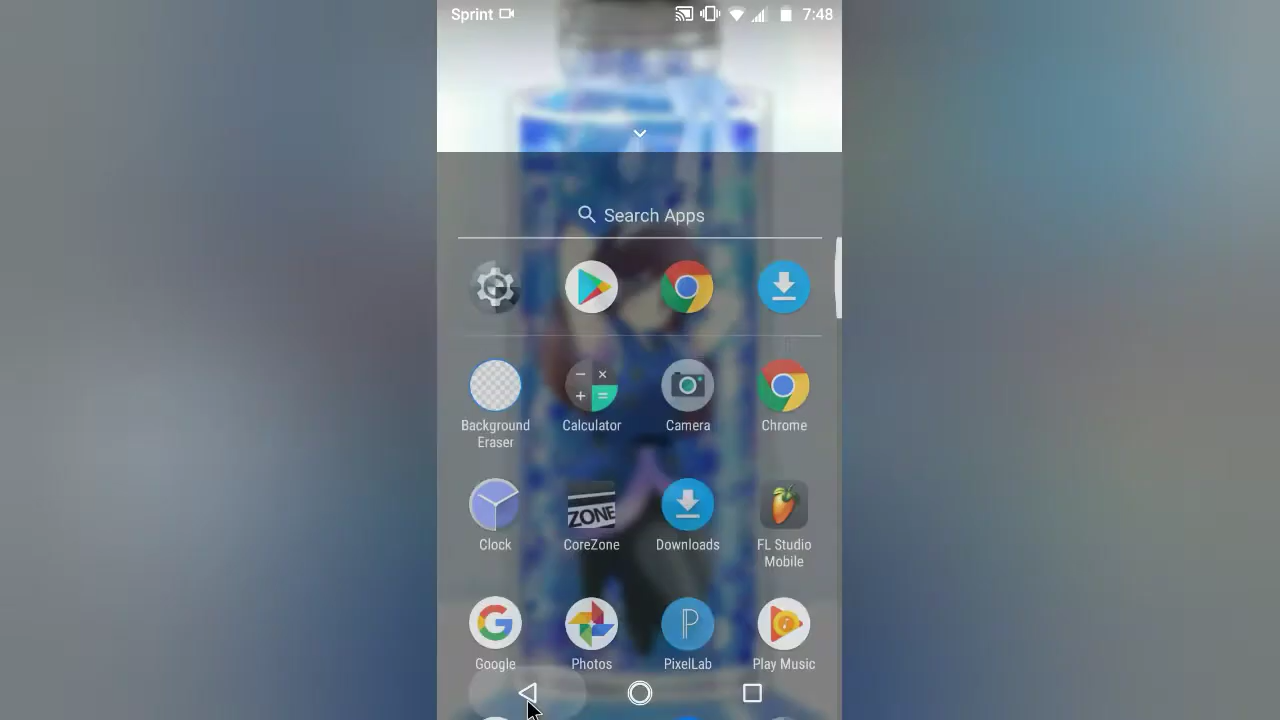 Sprint
7:48
Search Apps
Background
Eraser
Calculator
Camera
Chrome
Clock
ZONE
CoreZone
Downloads
FL Studio
Mobile
Google
Photos
PixelLab
Play Music